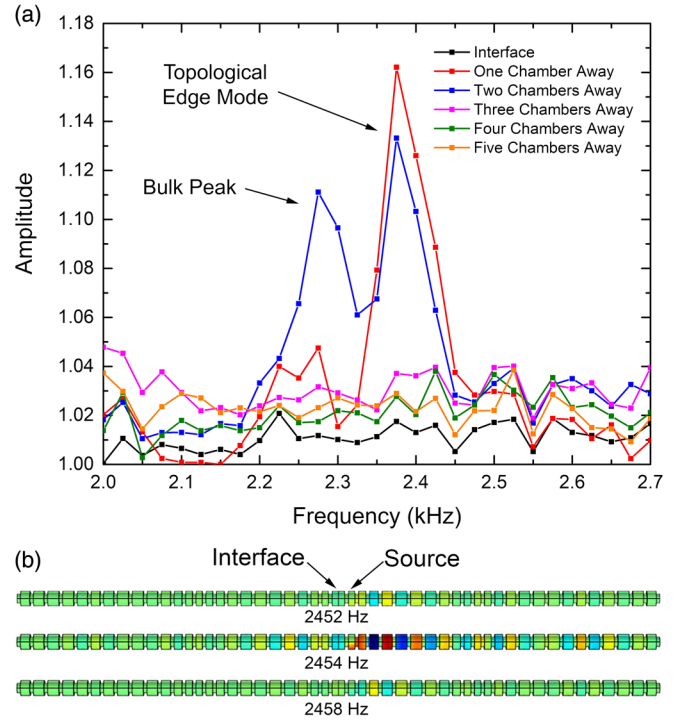 (a)
1.18
1.16
1.14
1.12
1.10
1.08
1.06
1.04
1.02
1.00
Amplitude
Topological
Edge Mode
Bulk Peak
Interface
One Chamber Away
Two Chambers Away
Three Chambers Away
Four Chambers Away
Five Chambers Away
2.0 2.1 2.2 2.3 2.4 2.5 2.6 2.7
Frequency (kHz)
(b)
Interface Source
2452 Hz
2454 Hz
2458 Hz